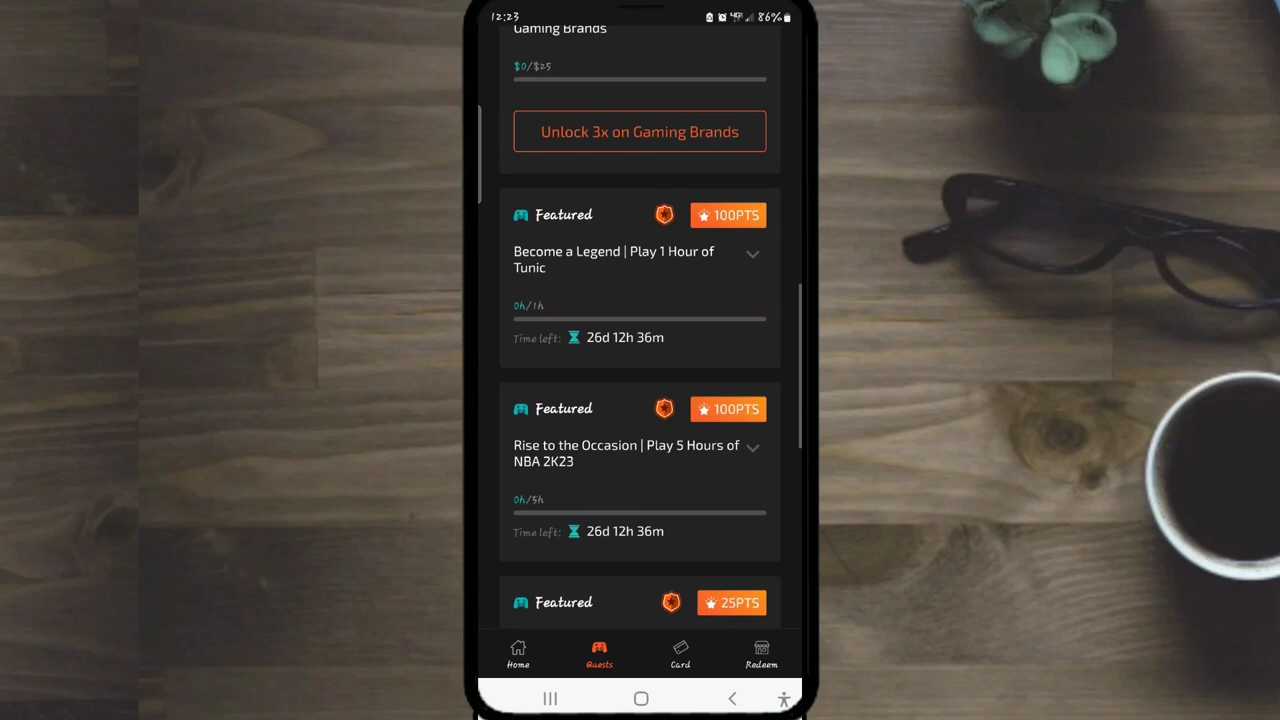 12:23
86%
Gaming Brands
$0/$25
Unlock 3x on Gaming Brands
Featured
100PTS
Become a Legend | Play 1 Hour of
Tunic
0h/1h
Time left: 26d 12h 36m
Featured
100PTS
Rise to the Occasion | Play 5 Hours of
NBA 2K23
0h/5h
Time left: 26d 12h 36m
Featured
25PTS
Home
Quests
Card
Redeem